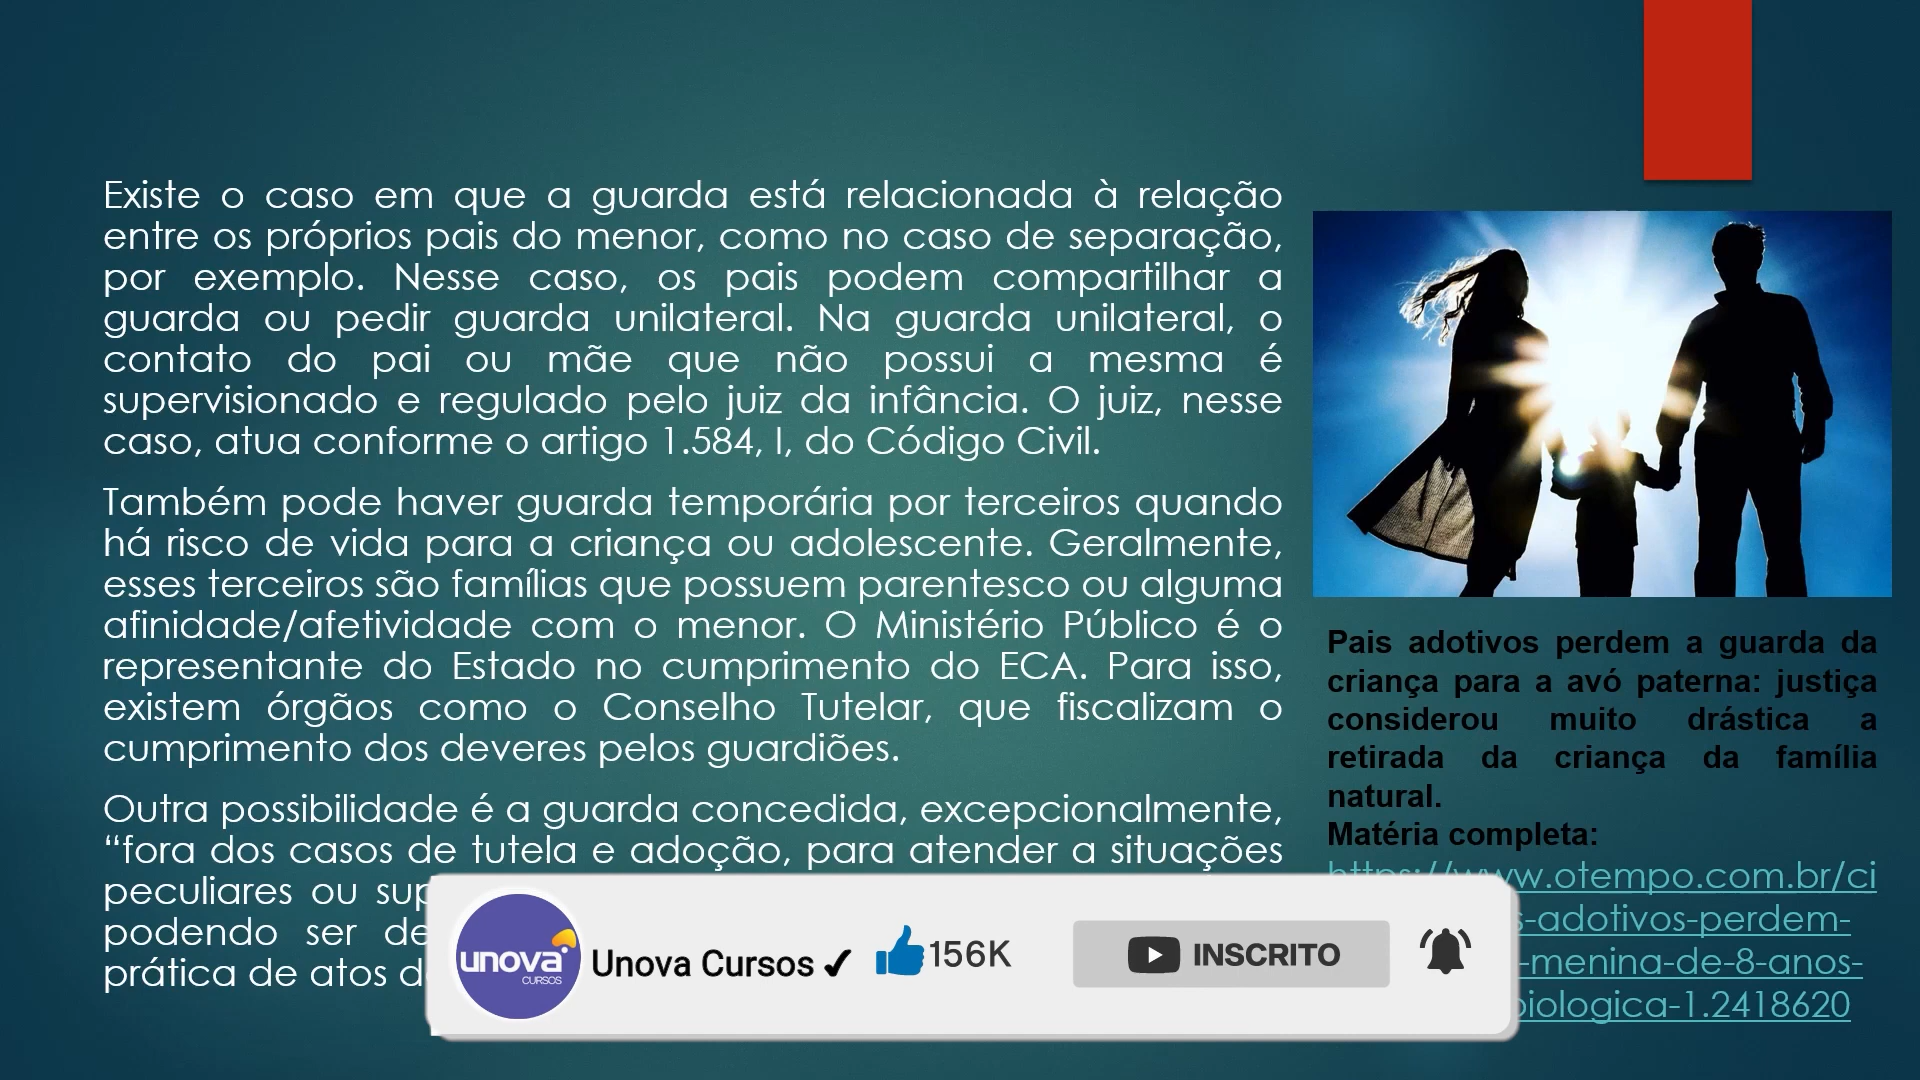 Existe o caso em que a guarda está relacionada à relação
entre os próprios pais do menor, como no caso de separação,
por exemplo. Nesse caso, os pais podem compartilhar a
guarda ou pedir guarda unilateral. Na guarda unilateral, o
contato do pai ou mãe que não possui a mesma é
supervisionado e regulado pelo juiz da infância. O juiz, nesse
caso, atua conforme o artigo 1.584, I, do Código Civil.
Também pode haver guarda temporária por terceiros quando
há risco de vida para a criança ou adolescente. Geralmente,
esses terceiros são famílias que possuem parentesco ou alguma
afinidade/afetividade com o menor. O Ministério Público é o
representante do Estado no cumprimento do ECA. Para isso,
existem órgãos como o Conselho Tutelar, que fiscalizam o
cumprimento dos deveres pelos guardiões.
Outra possibilidade é a guarda concedida, excepcionalmente,
“fora dos casos de tutela e adoção, para atender a situações
peculiares ou
podendo ser
prática de atos
Pais adotivos perdem a guarda da
criança para a avó paterna: justiça
considerou muito drástica a
retirada da criança da família
natural.
Matéria completa:
https://www.otempo.com.br/ci
s-adotivos-perdem-
-menina-de-8-anos-
biologica-1.2418620
unova
CURSOS
Unova Cursos ✔
156K
INSCRITO